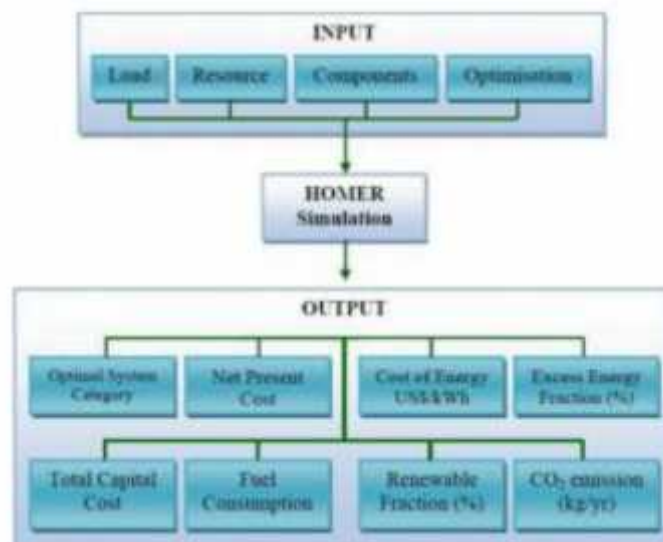 INPUT
Load
Resource
Components
Optimisation
HOMER
Simulation
OUTPUT
Optimal System
Category
Net Present
Cost
Cost of Energy
US$/kWh
Excess Energy
Fraction (%)
Total Capital
Cost
Fuel
Consumption
Renewable
Fraction (%)
CO₂ emission
(kg/yr)